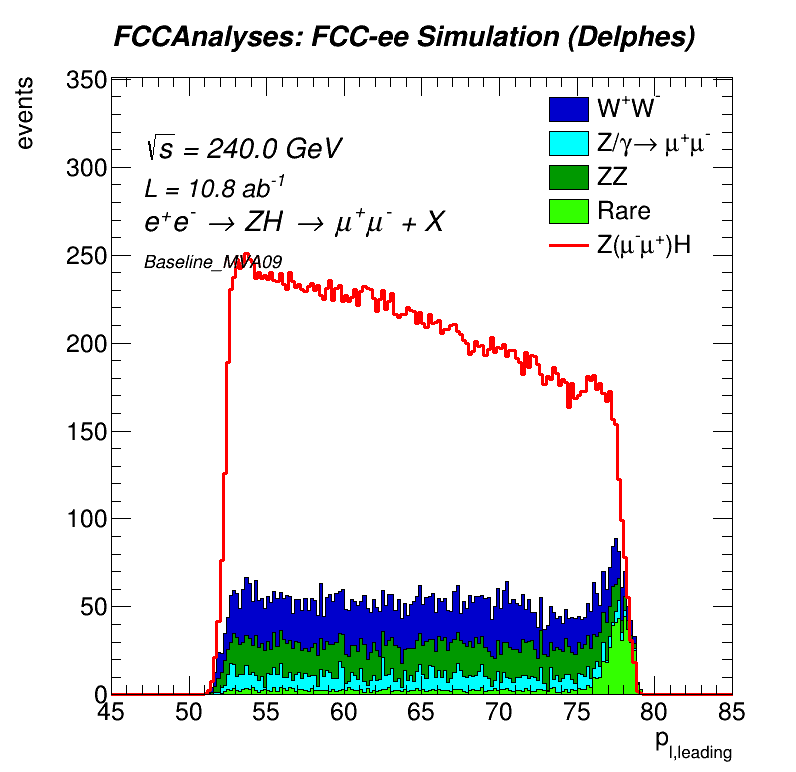 FCCAnalyses: FCC-ee Simulation (Delphes)
events
350
300
250
200
150
100
50
0
√s = 240.0 GeV
L = 10.8 ab⁻¹
e⁺e⁻ → ZH → μ⁺μ⁻ + X
Baseline_MVA09
W⁺W⁻
Z/γ→ μ⁺μ⁻
ZZ
Rare
Z(μ⁻μ⁺)H
45 50 55 60 65 70 75 80 85
p_l,leading